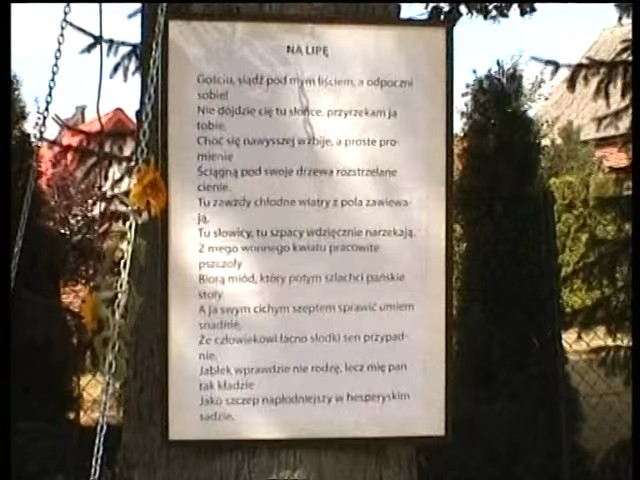 NA LIPĘ
Gościu, siądź pod mym liściem, a odpoczni
sobie!
Nie dojdzie cię tu słońce, przyrzekam ja
tobie,
Choć się nawysszej wzbije, a proste pro-
mienie
Ściągną pod swoje drzewa rozstrzelane
cienie.
Tu zawżdy chłodne wiatry z pola zawiewa-
ją,
Tu słowicy, tu szpacy wdzięcznie narzekają.
Z mego wonnego kwiatu pracowite
pszczoły
Biorą miód, który potym szlachci pańskie
stoły.
A ja swym cichym szeptem sprawić umiem
snadnie,
Że człowiekowi łacno słodki sen przypad-
nie.
Jabłek wprawdzie nie rodzę, lecz mię pan
tak kładzie
Jako szczep napłodniejszy w hesperyskim
sadzie.